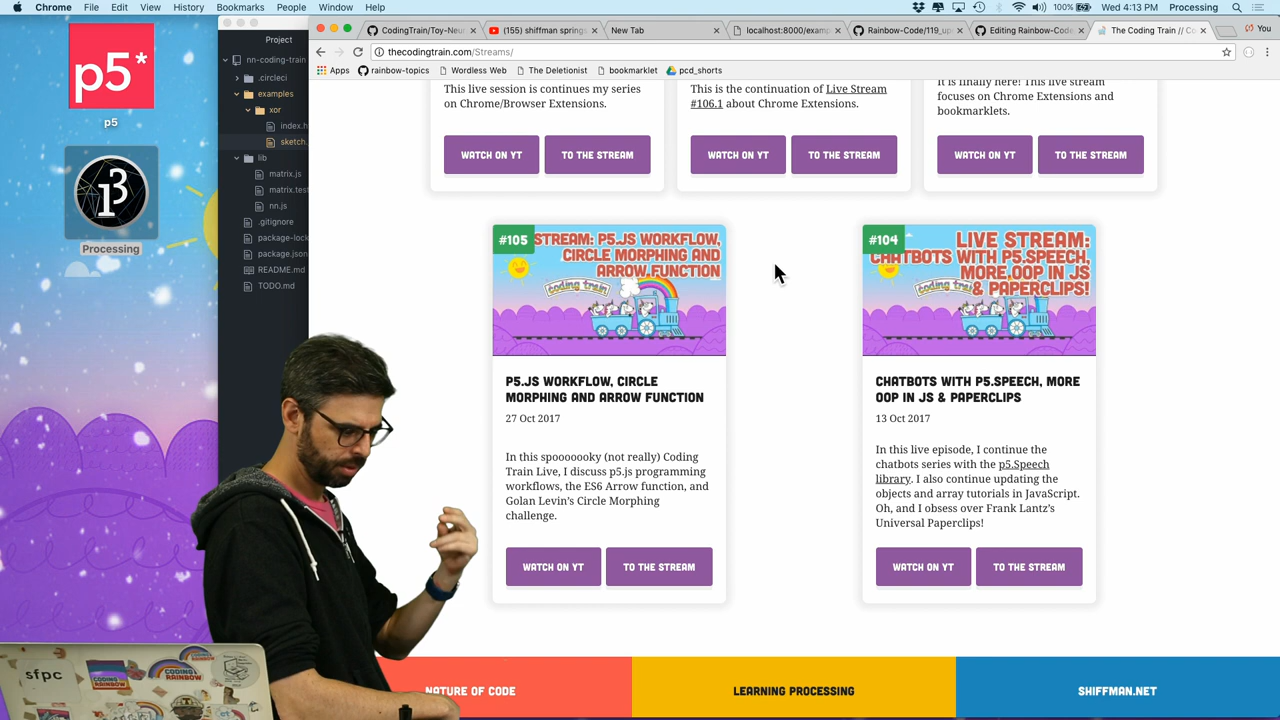 Chrome File Edit View History Bookmarks People Window Help
100% Thu Feb 8 4:13 PM Processing
p5*
p5
Processing
Project
nn-coding-train
.circleci
examples
xor
index.h
sketch.
lib
matrix.js
matrix.test
nn.js
.gitignore
package-lock
package.json
README.md
TODO.md
CodingTrain/Toy-Neu
(155) shiffman springs
New Tab
localhost:8000/examp
Rainbow-Code/119_up
Editing Rainbow-Code
The Coding Train // Co
You
thecodingtrain.com/Streams/
Apps rainbow-topics Wordless Web The Deletionist bookmarklet pcd_shorts
This live session is continues my series
on Chrome/Browser Extensions.
WATCH ON YT TO THE STREAM
This is the continuation of Live Stream
#106.1 about Chrome Extensions.
WATCH ON YT TO THE STREAM
It is finally here! This live stream
focuses on Chrome Extensions and
bookmarklets.
WATCH ON YT TO THE STREAM
#105
STREAM: P5.JS WORKFLOW,
CIRCLE MORPHING AND
ARROW FUNCTION
coding train
P5.JS WORKFLOW, CIRCLE
MORPHING AND ARROW FUNCTION
27 Oct 2017
In this spooooooky (not really) Coding
Train Live, I discuss p5.js programming
workflows, the ES6 Arrow function, and
Golan Levin's Circle Morphing
challenge.
WATCH ON YT TO THE STREAM
#104
LIVE STREAM:
CHATBOTS WITH P5.SPEECH,
MORE OOP IN JS
& PAPERCLIPS!
coding train
CHATBOTS WITH P5.SPEECH, MORE
OOP IN JS & PAPERCLIPS
13 Oct 2017
In this live episode, I continue the
chatbots series with the p5.Speech
library. I also continue updating the
objects and array tutorials in JavaScript.
Oh, and I obsess over Frank Lantz's
Universal Paperclips!
WATCH ON YT TO THE STREAM
NATURE OF CODE
LEARNING PROCESSING
SHIFFMAN.NET
sfpc
CODING
RAINBOW